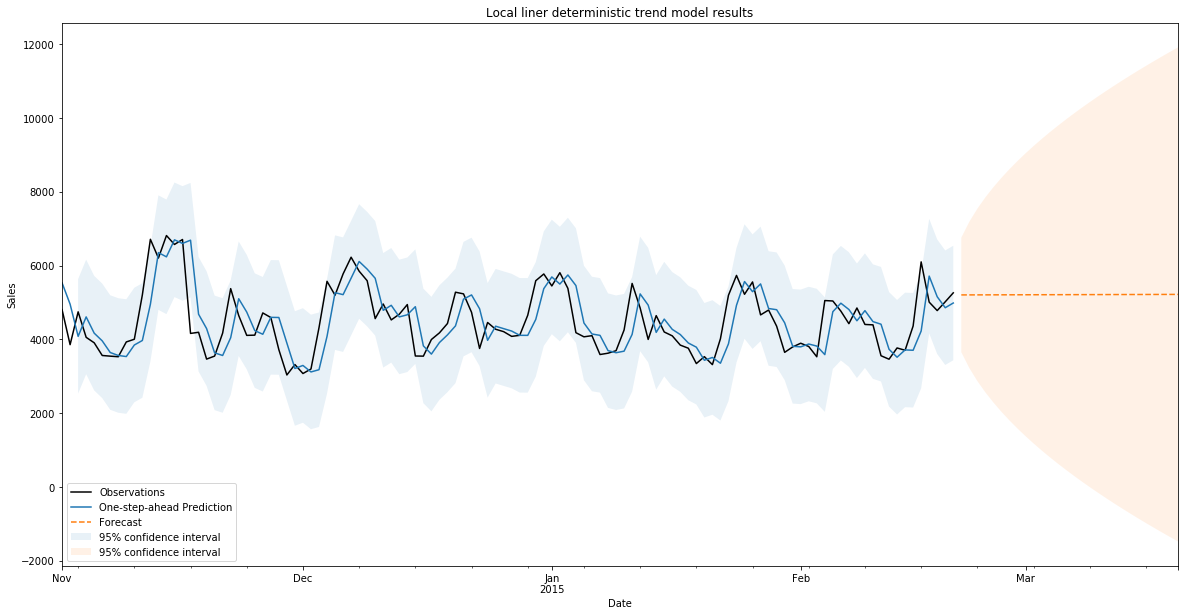 Local liner deterministic trend model results
12000
10000
8000
6000
4000
2000
0
−2000
Sales
Observations
One-step-ahead Prediction
Forecast
95% confidence interval
95% confidence interval
Nov
Dec
Jan
2015
Feb
Mar
Date